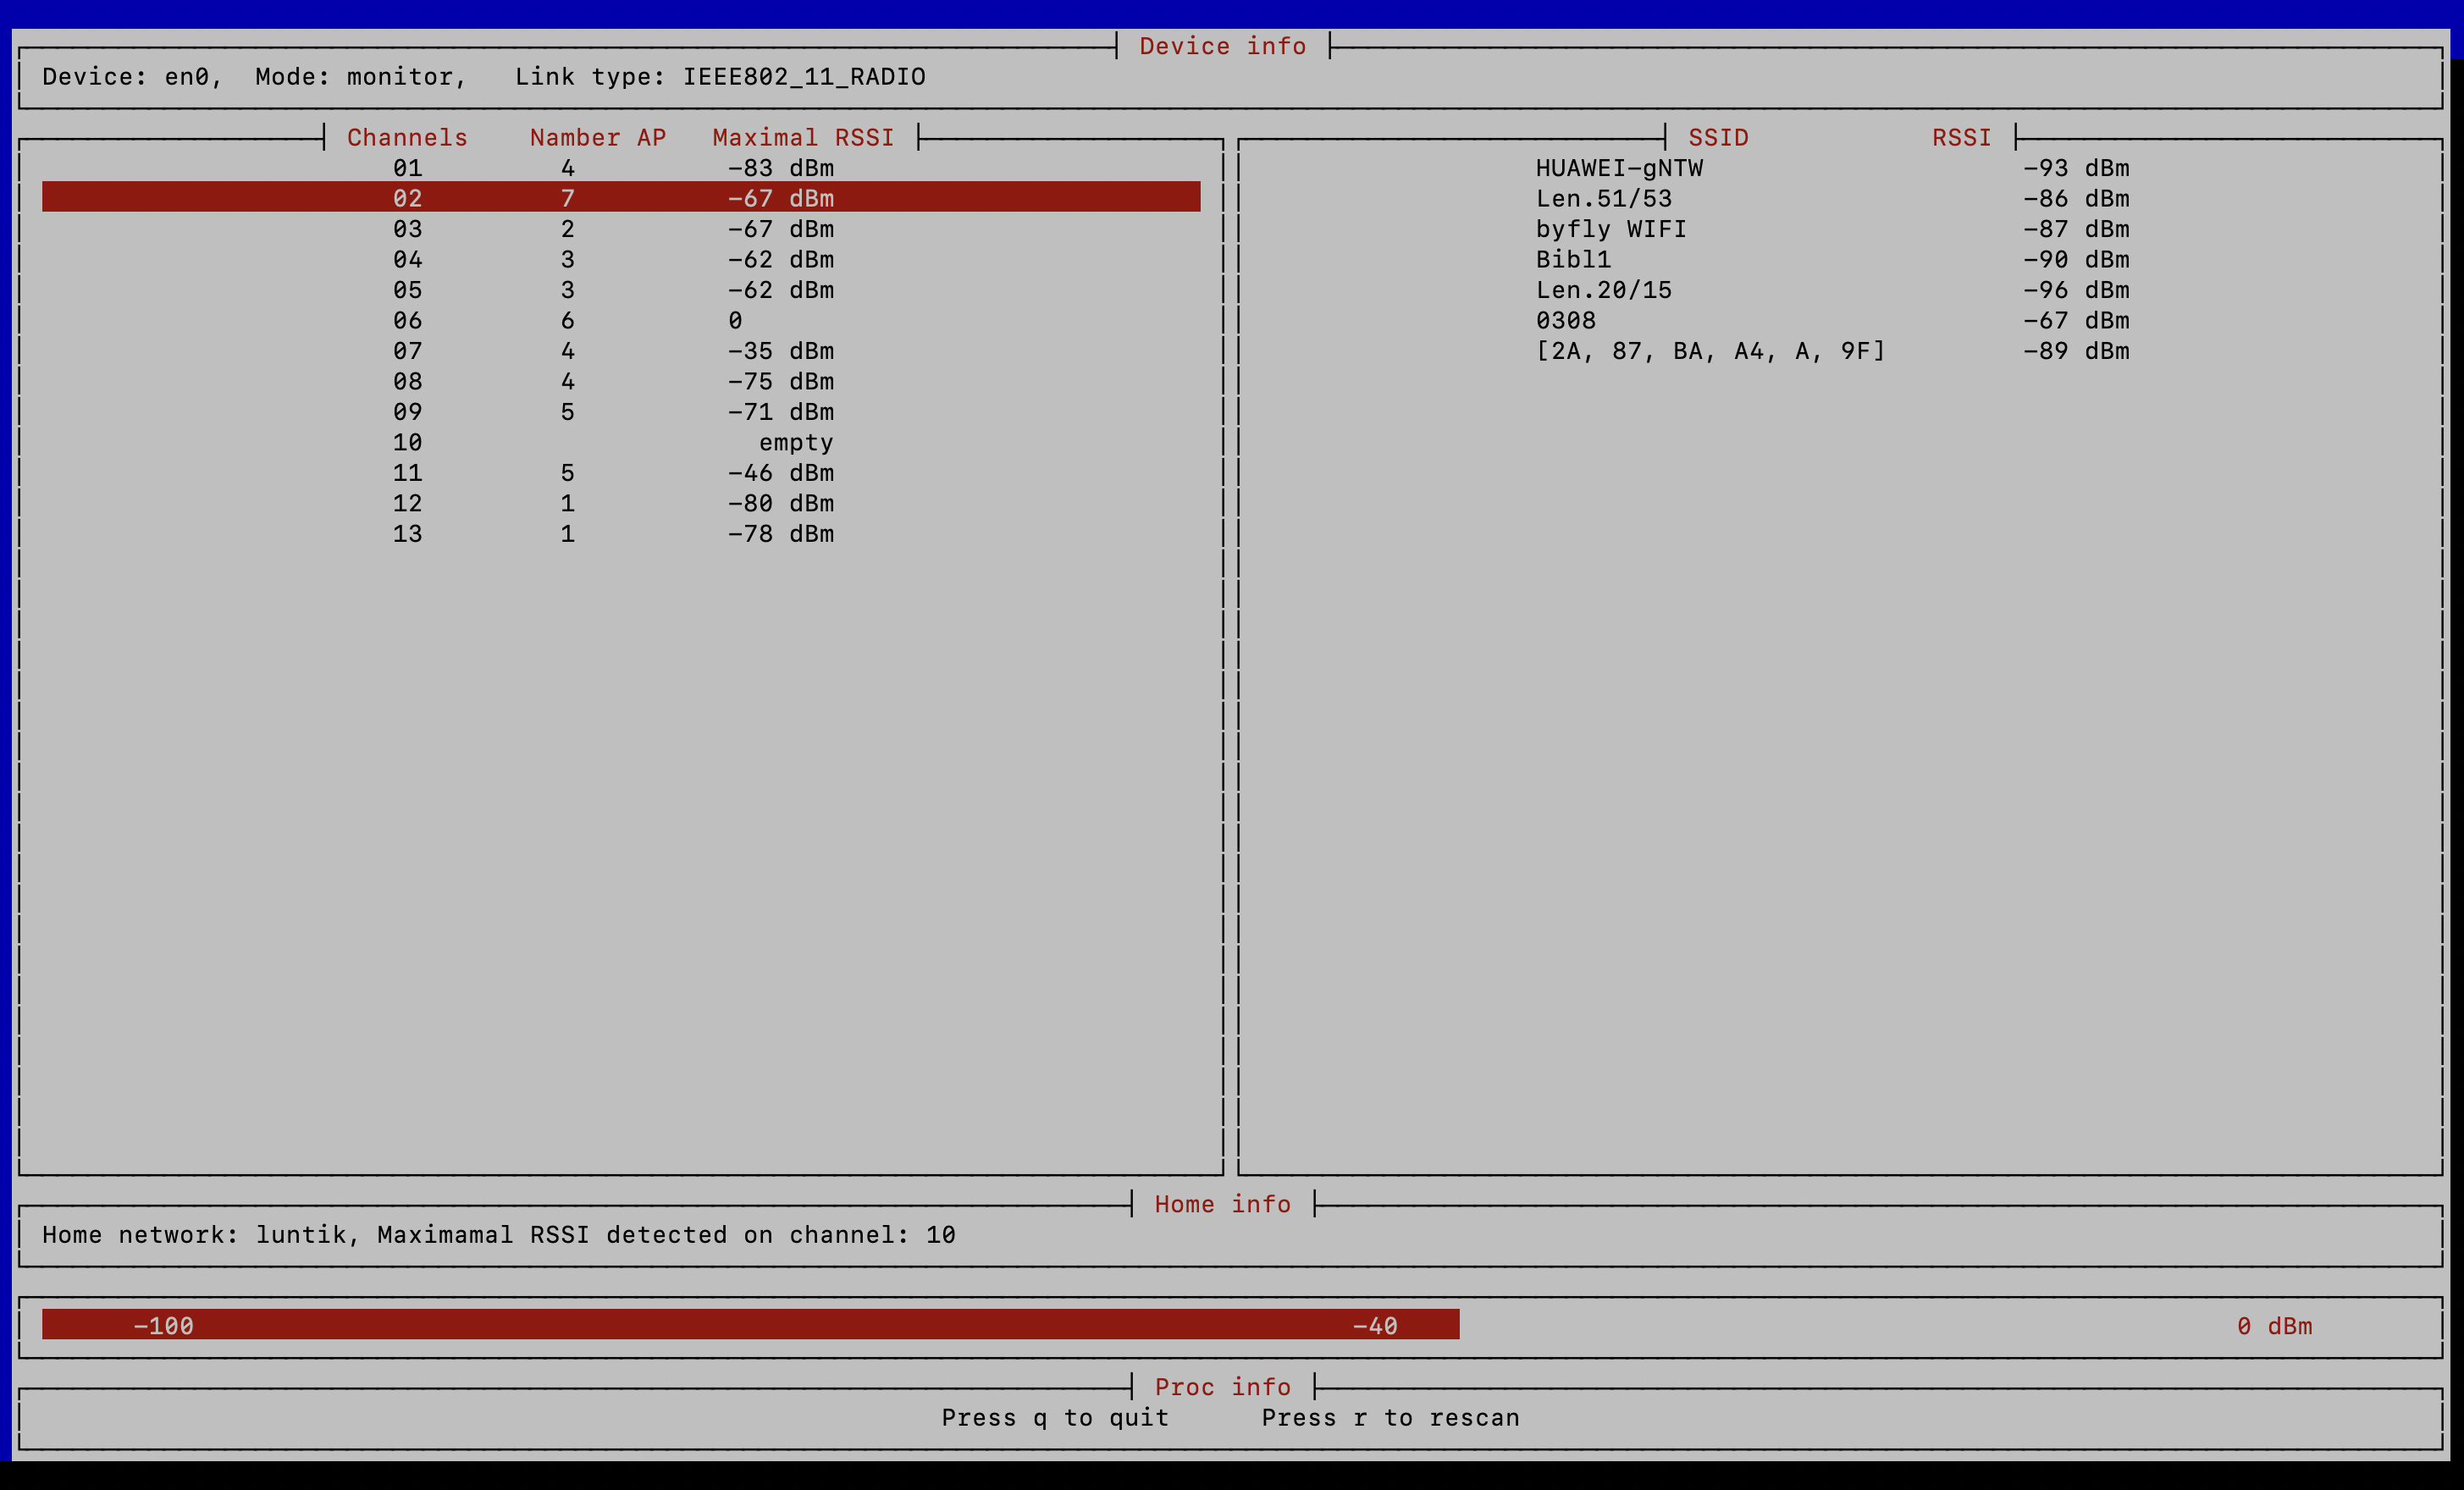 Device info
Device: en0, Mode: monitor, Link type: IEEE802_11_RADIO
Channels Namber AP Maximal RSSI
01 4 -83 dBm
02 7 -67 dBm
03 2 -67 dBm
04 3 -62 dBm
05 3 -62 dBm
06 6 0
07 4 -35 dBm
08 4 -75 dBm
09 5 -71 dBm
10 empty
11 5 -46 dBm
12 1 -80 dBm
13 1 -78 dBm
SSID RSSI
HUAWEI-gNTW -93 dBm
Len.51/53 -86 dBm
byfly WIFI -87 dBm
Bibl1 -90 dBm
Len.20/15 -96 dBm
0308 -67 dBm
[2A, 87, BA, A4, A, 9F] -89 dBm
Home info
Home network: luntik, Maximamal RSSI detected on channel: 10
-100 -40 0 dBm
Proc info
Press q to quit Press r to rescan